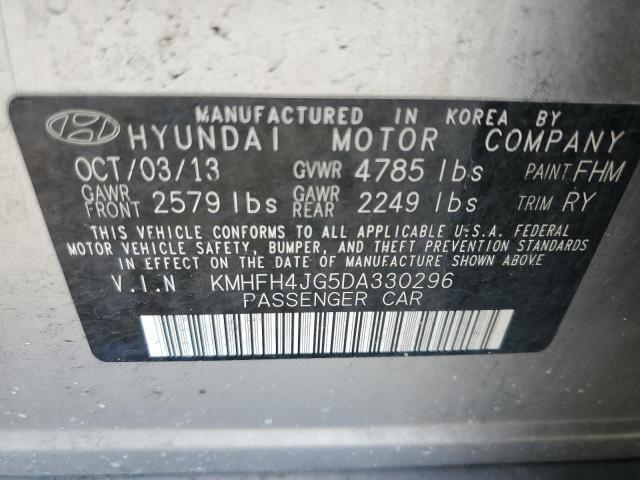 MANUFACTURED IN KOREA BY
HYUNDAI MOTOR COMPANY
OCT/03/13 GVWR 4785 lbs PAINT FHM
GAWR FRONT 2579 lbs GAWR REAR 2249 lbs TRIM RY
THIS VEHICLE CONFORMS TO ALL APPLICABLE U.S.A. FEDERAL
MOTOR VEHICLE SAFETY, BUMPER, AND THEFT PREVENTION STANDARDS
IN EFFECT ON THE DATE OF MANUFACTURE SHOWN ABOVE.
V.I.N KMHFH4JG5DA330296
PASSENGER CAR